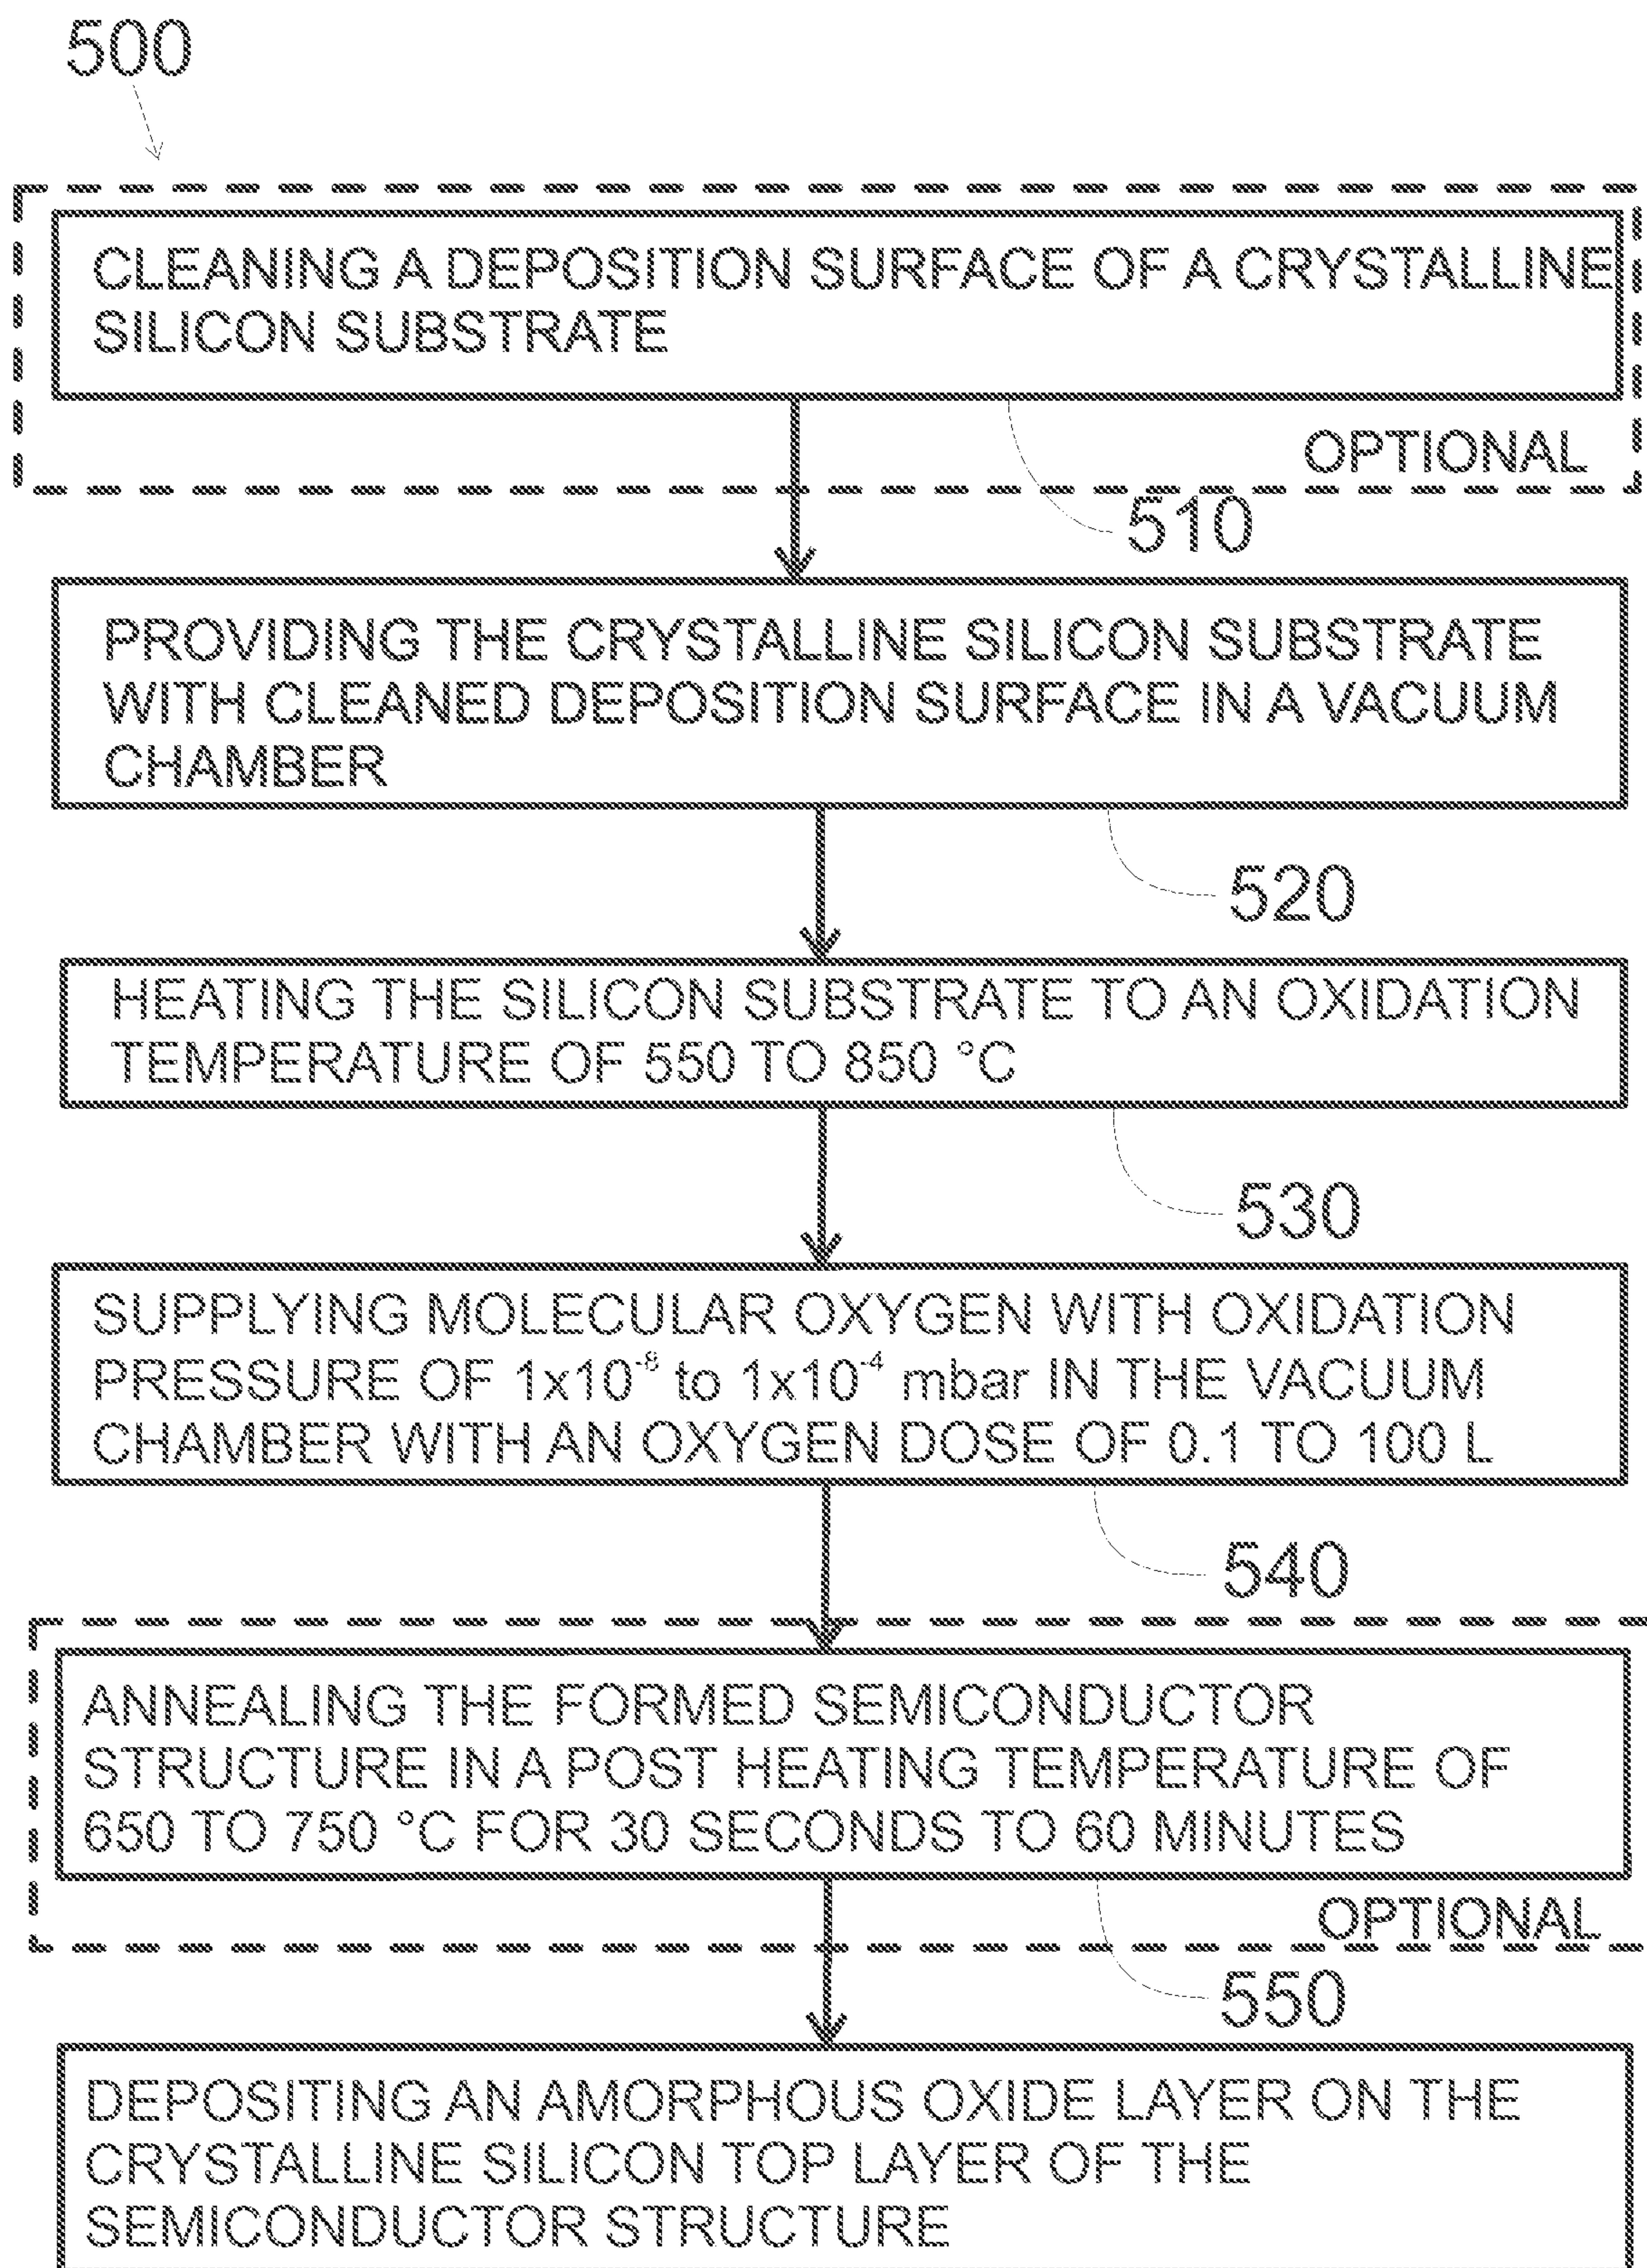 500
CLEANING A DEPOSITION SURFACE OF A CRYSTALLINE
SILICON SUBSTRATE
OPTIONAL
510
PROVIDING THE CRYSTALLINE SILICON SUBSTRATE
WITH CLEANED DEPOSITION SURFACE IN A VACUUM
CHAMBER
520
HEATING THE SILICON SUBSTRATE TO AN OXIDATION
TEMPERATURE OF 550 TO 850 °C
530
SUPPLYING MOLECULAR OXYGEN WITH OXIDATION
PRESSURE OF 1x10⁻⁸ to 1x10⁻⁴ mbar IN THE VACUUM
CHAMBER WITH AN OXYGEN DOSE OF 0.1 TO 100 L
540
ANNEALING THE FORMED SEMICONDUCTOR
STRUCTURE IN A POST HEATING TEMPERATURE OF
650 TO 750 °C FOR 30 SECONDS TO 60 MINUTES
OPTIONAL
550
DEPOSITING AN AMORPHOUS OXIDE LAYER ON THE
CRYSTALLINE SILICON TOP LAYER OF THE
SEMICONDUCTOR STRUCTURE